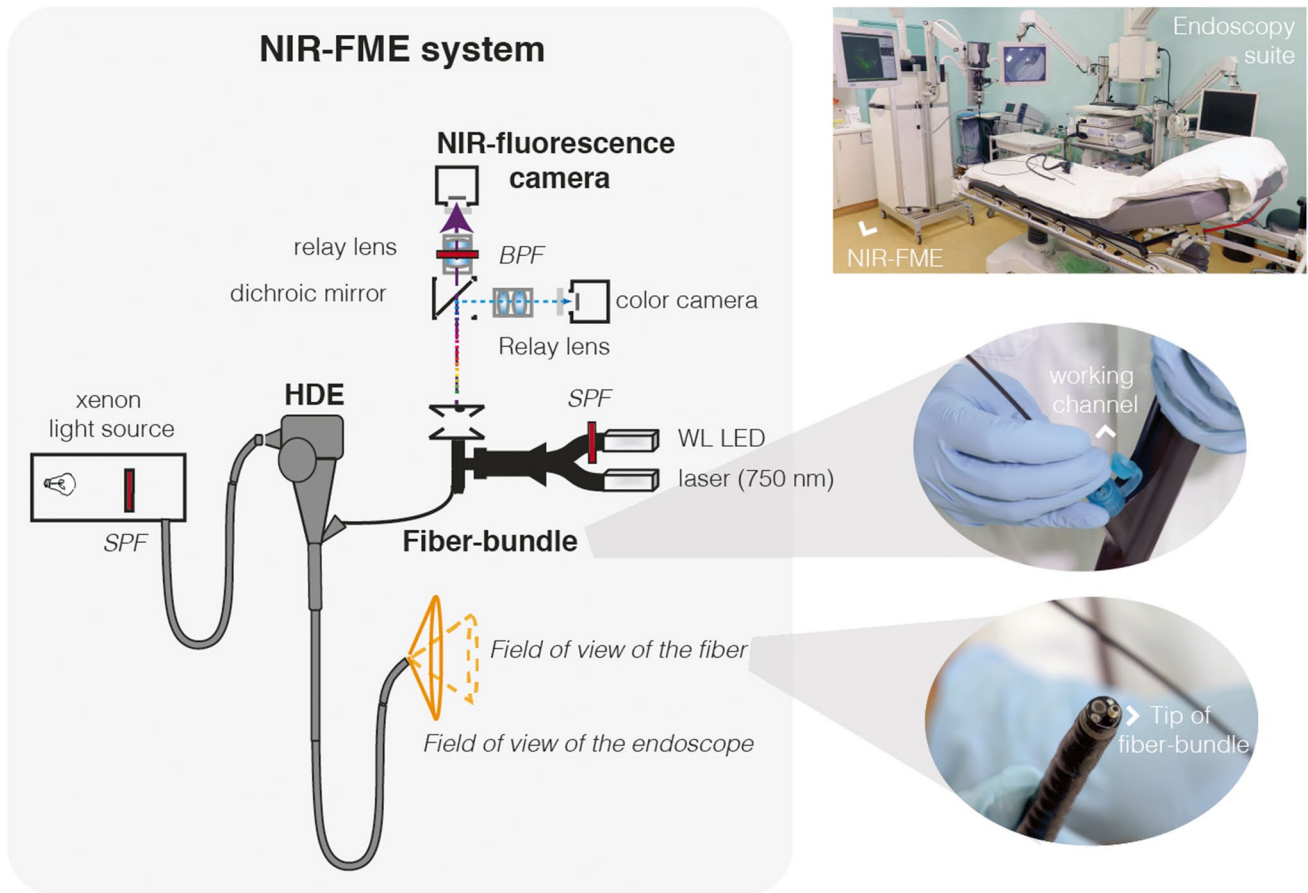 NIR-FME system
NIR-fluorescence
camera
relay lens
BPF
dichroic mirror
color camera
Relay lens
HDE
xenon
light source
SPF
SPF
WL LED
laser (750 nm)
Fiber-bundle
Field of view of the fiber
Field of view of the endoscope
Endoscopy
suite
NIR-FME
working
channel
Tip of
fiber-bundle